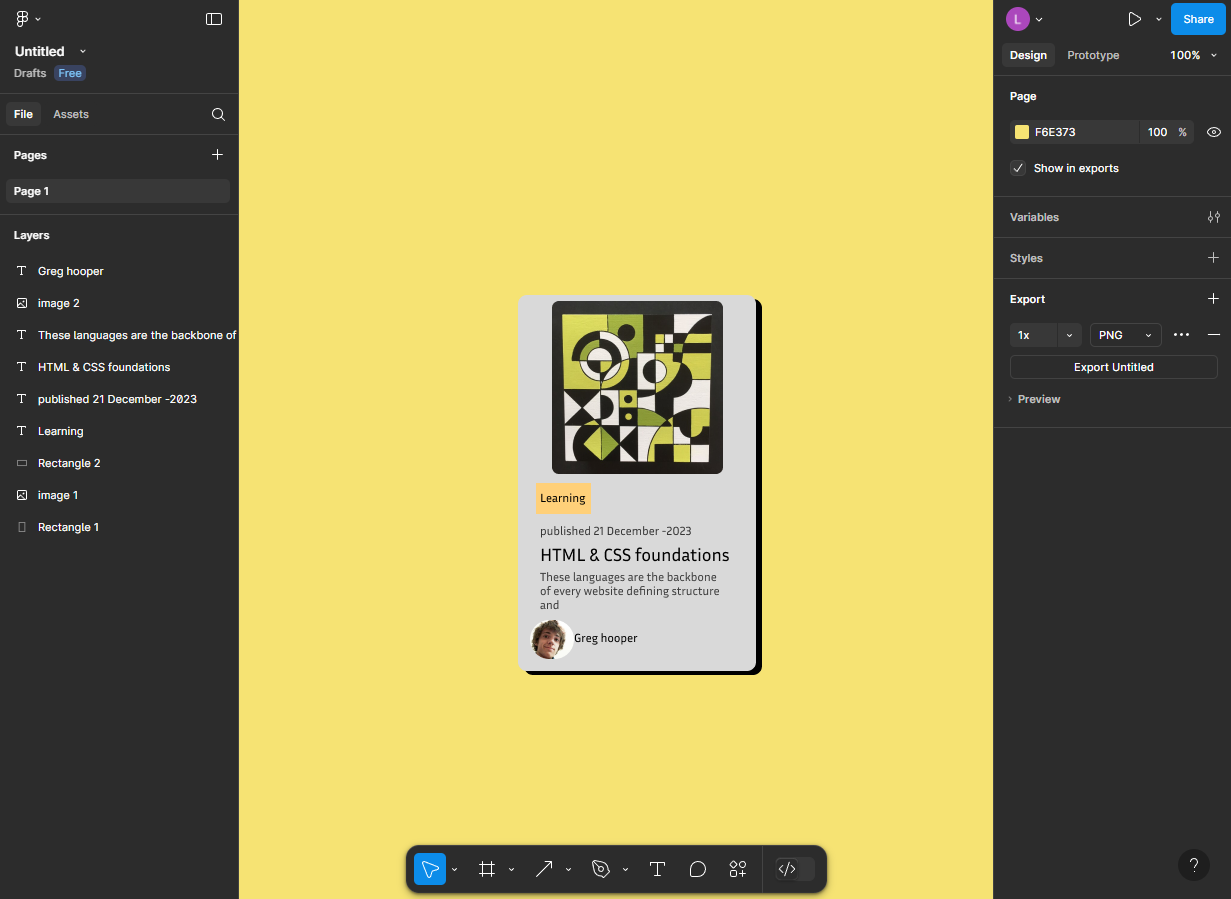 Untitled
Drafts Free
File Assets
Pages
Page 1
Layers
Greg hooper
image 2
These languages are the backbone of
HTML & CSS foundations
published 21 December -2023
Learning
Rectangle 2
image 1
Rectangle 1
Learning
published 21 December -2023
HTML & CSS foundations
These languages are the backbone
of every website defining structure
and
Greg hooper
L
Share
Design Prototype 100%
Page
F6E373 100 %
Show in exports
Variables
Styles
Export
1x PNG
Export Untitled
Preview
?